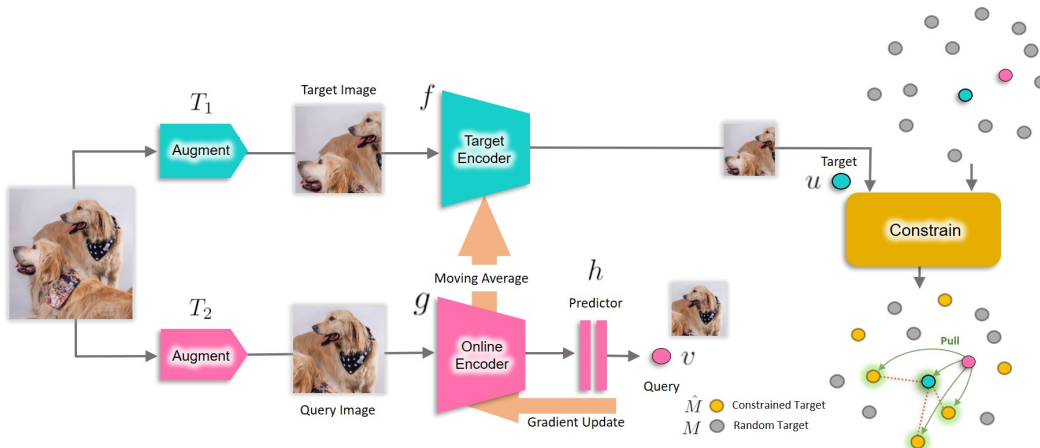 T₁
Augment
Target Image
f
Target
Encoder
Target
u
Constrain
Moving Average
T₂
Augment
Query Image
g
Online
Encoder
h
Predictor
v
Query
Gradient Update
Pull
M̂ Constrained Target
M Random Target